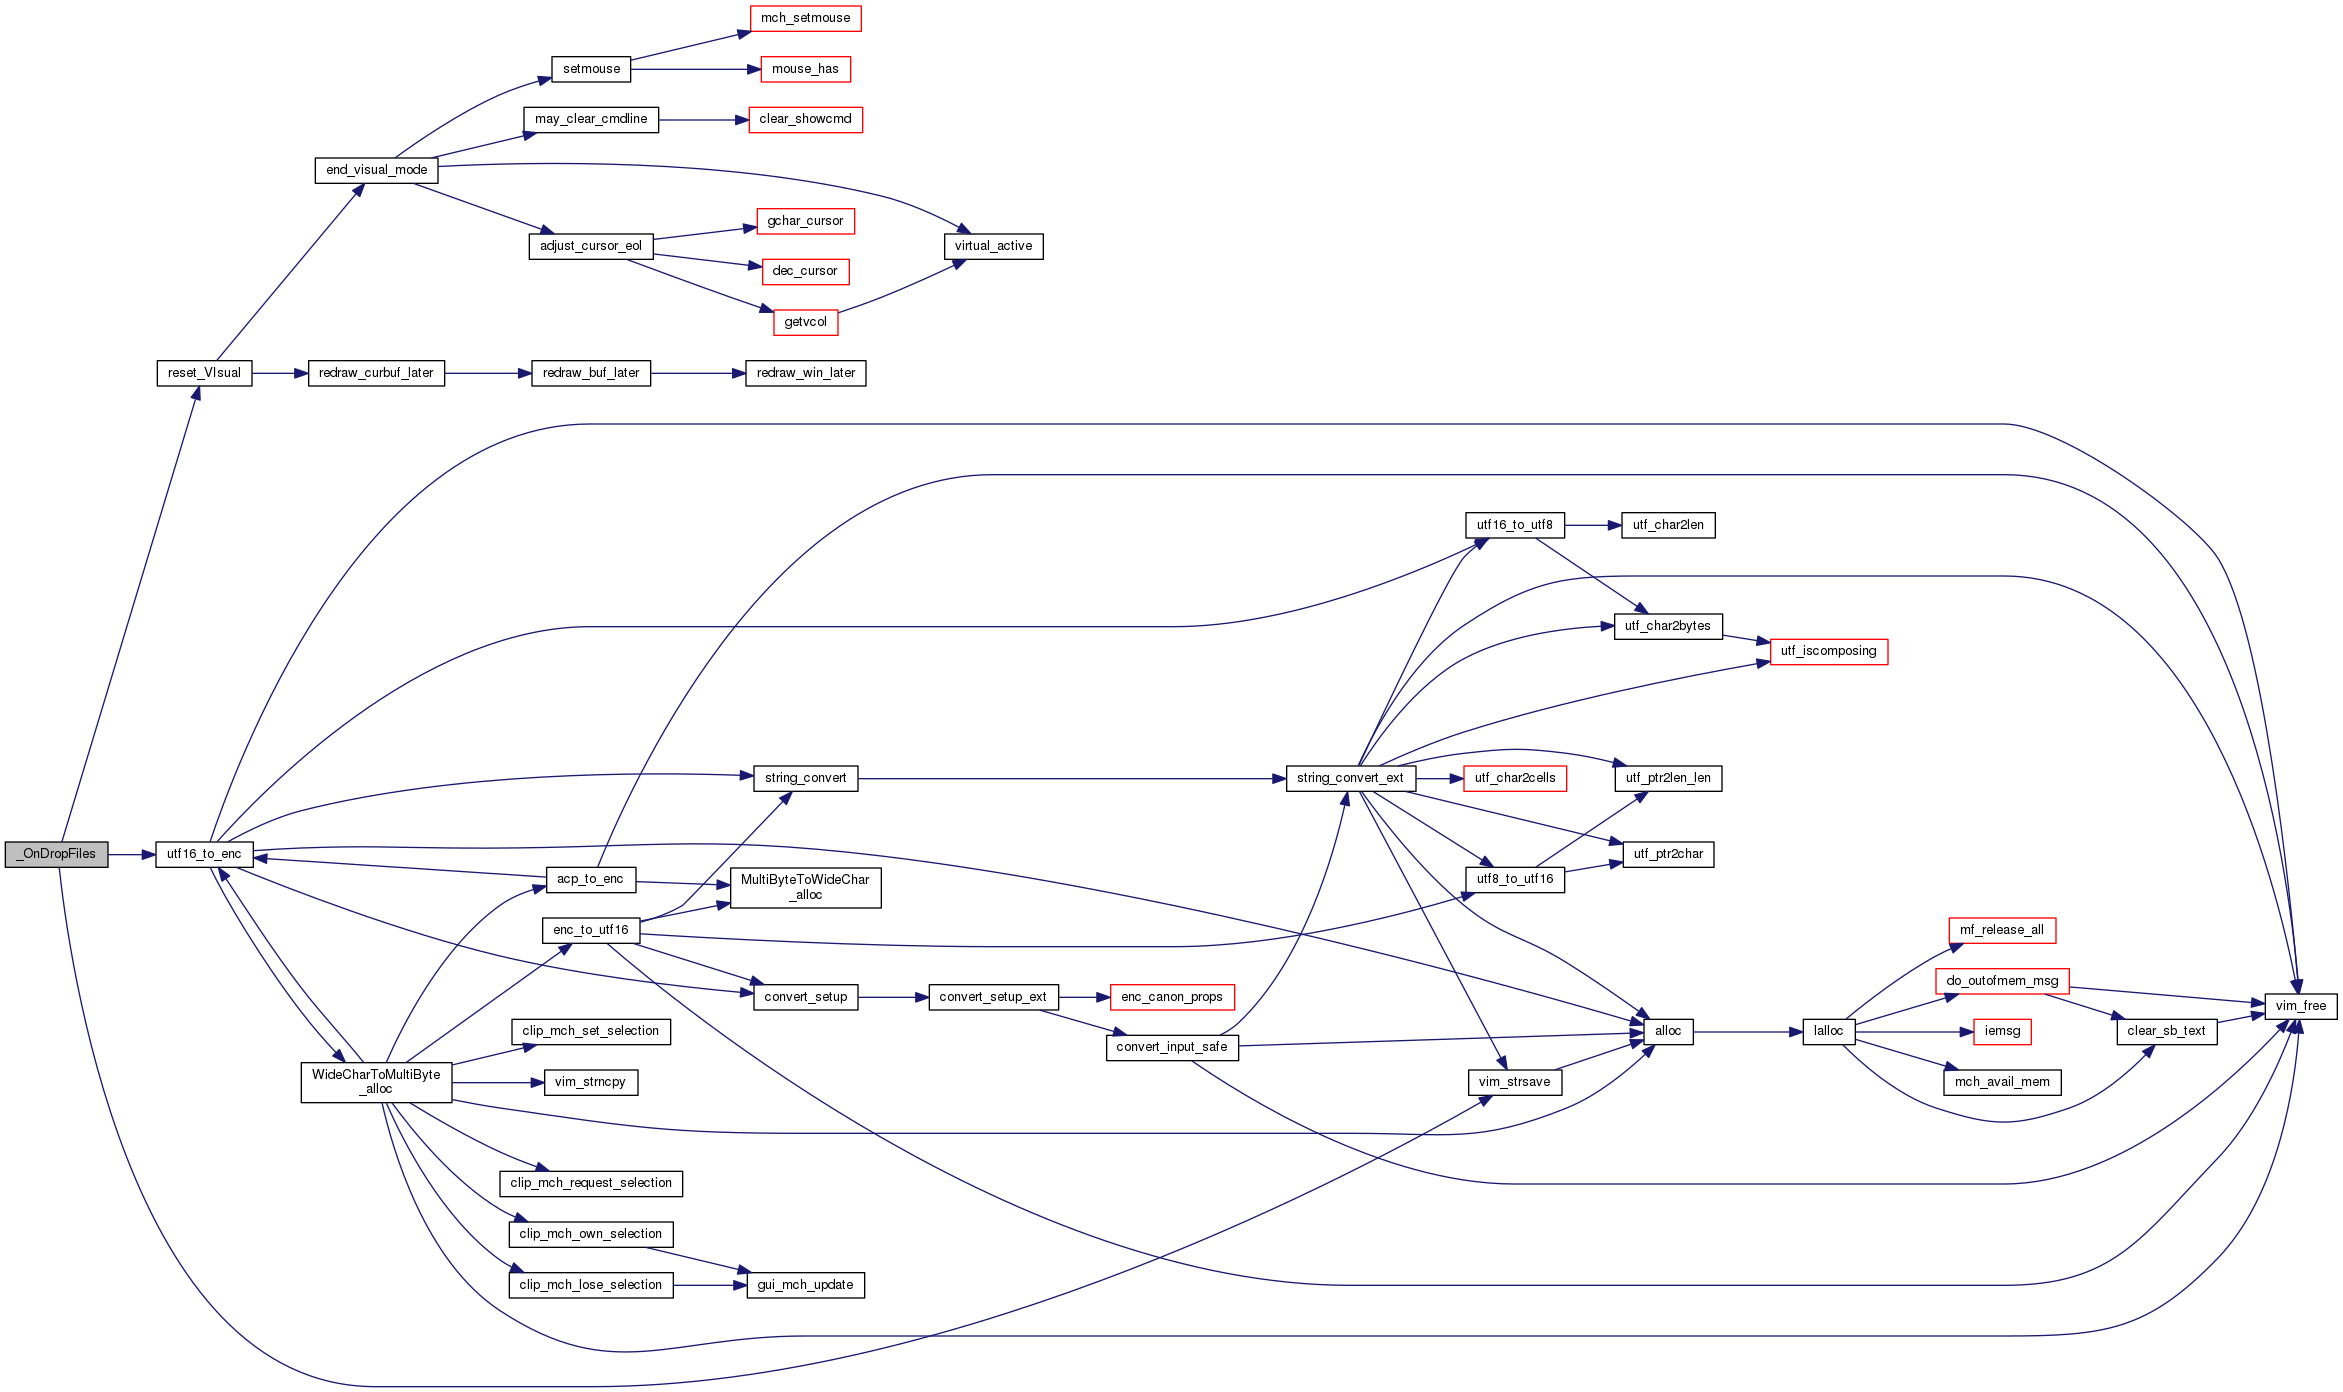 mch_setmouse
setmouse
mouse_has
may_clear_cmdline
clear_showcmd
end_visual_mode
gchar_cursor
adjust_cursor_eol
virtual_active
dec_cursor
getvcol
reset_VIsual
redraw_curbuf_later
redraw_buf_later
redraw_win_later
utf16_to_utf8
utf_char2len
utf_char2bytes
utf_iscomposing
string_convert
string_convert_ext
utf_char2cells
utf_ptr2len_len
_OnDropFiles
utf16_to_enc
utf_ptr2char
acp_to_enc
MultiByteToWideChar
_alloc
utf8_to_utf16
enc_to_utf16
mf_release_all
convert_setup
convert_setup_ext
enc_canon_props
do_outofmem_msg
vim_free
clip_mch_set_selection
convert_input_safe
alloc
lalloc
iemsg
clear_sb_text
WideCharToMultiByte
_alloc
vim_strncpy
vim_strsave
mch_avail_mem
clip_mch_request_selection
clip_mch_own_selection
clip_mch_lose_selection
gui_mch_update